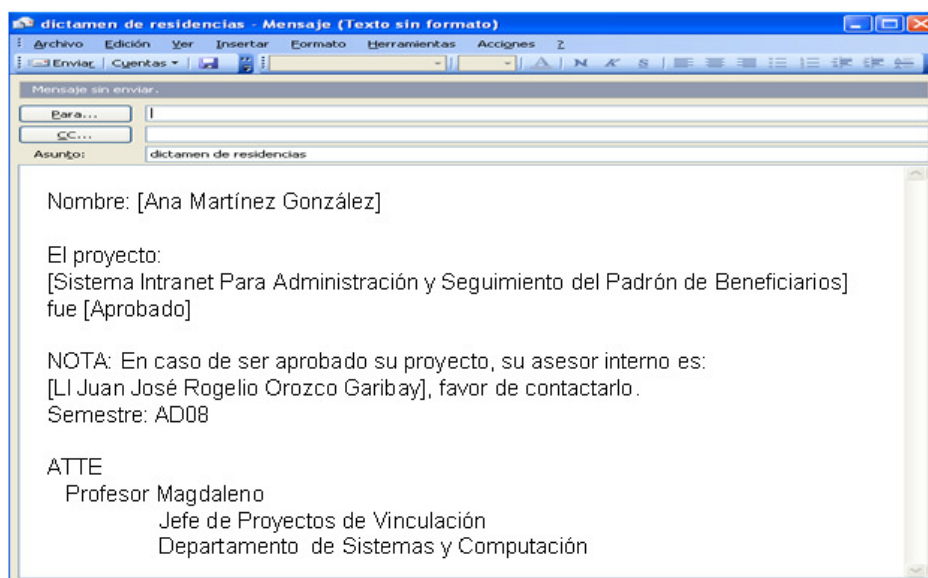 dictamen de residencias - Mensaje (Texto sin formato)
Archivo Edición Ver Insertar Formato Herramientas Acciones ?
Enviar Cuentas N K S
Mensaje sin enviar.
Para...
CC...
Asunto: dictamen de residencias
Nombre: [Ana Martínez González]
El proyecto:
[Sistema Intranet Para Administración y Seguimiento del Padrón de Beneficiarios]
fue [Aprobado]
NOTA: En caso de ser aprobado su proyecto, su asesor interno es:
[LI Juan José Rogelio Orozco Garibay], favor de contactarlo.
Semestre: AD08
ATTE
Profesor Magdaleno
Jefe de Proyectos de Vinculación
Departamento de Sistemas y Computación